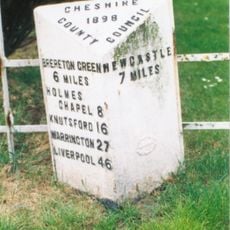 CHESHIRE
1898
COUNTY COUNCIL
BRERETON GREEN
6 MILES
HOLMES
CHAPEL 8
KNUTSFORD 16
WARRINGTON 27
LIVERPOOL 46
NEWCASTLE
7 MILES